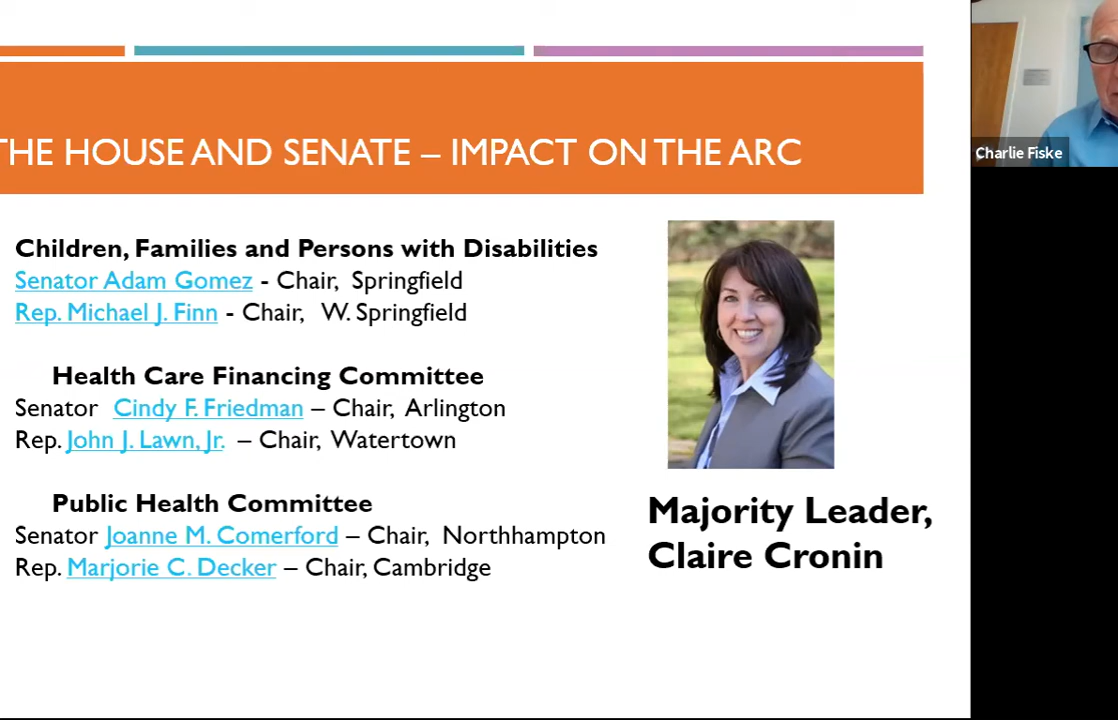 THE HOUSE AND SENATE – IMPACT ON THE ARC
Children, Families and Persons with Disabilities
Senator Adam Gomez - Chair, Springfield
Rep. Michael J. Finn - Chair, W. Springfield
Health Care Financing Committee
Senator Cindy F. Friedman – Chair, Arlington
Rep. John J. Lawn, Jr. – Chair, Watertown
Public Health Committee
Senator Joanne M. Comerford – Chair, Northhampton
Rep. Marjorie C. Decker – Chair, Cambridge
Majority Leader,
Claire Cronin
Charlie Fiske